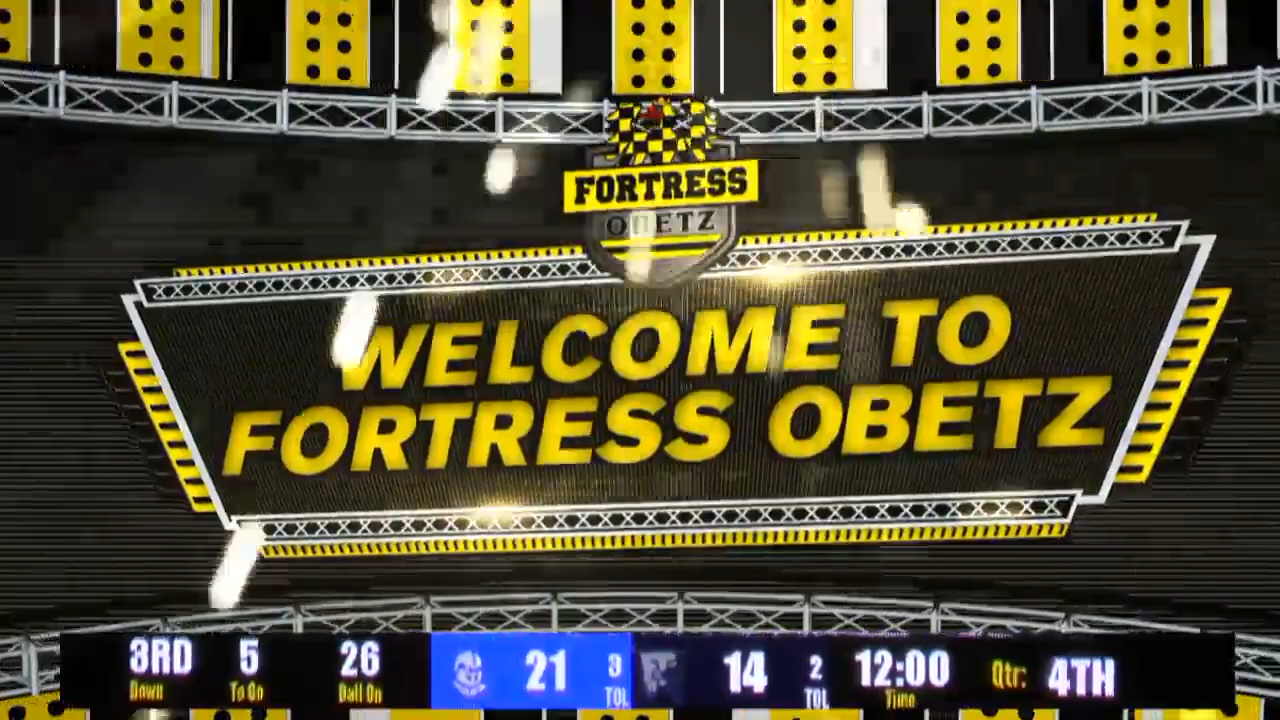 FORTRESS
OBETZ
WELCOME TO
FORTRESS OBETZ
3RD 5 26 21 3 14 2 12:00 Qtr: 4TH
Down To Go Ball On TOL TOL Time